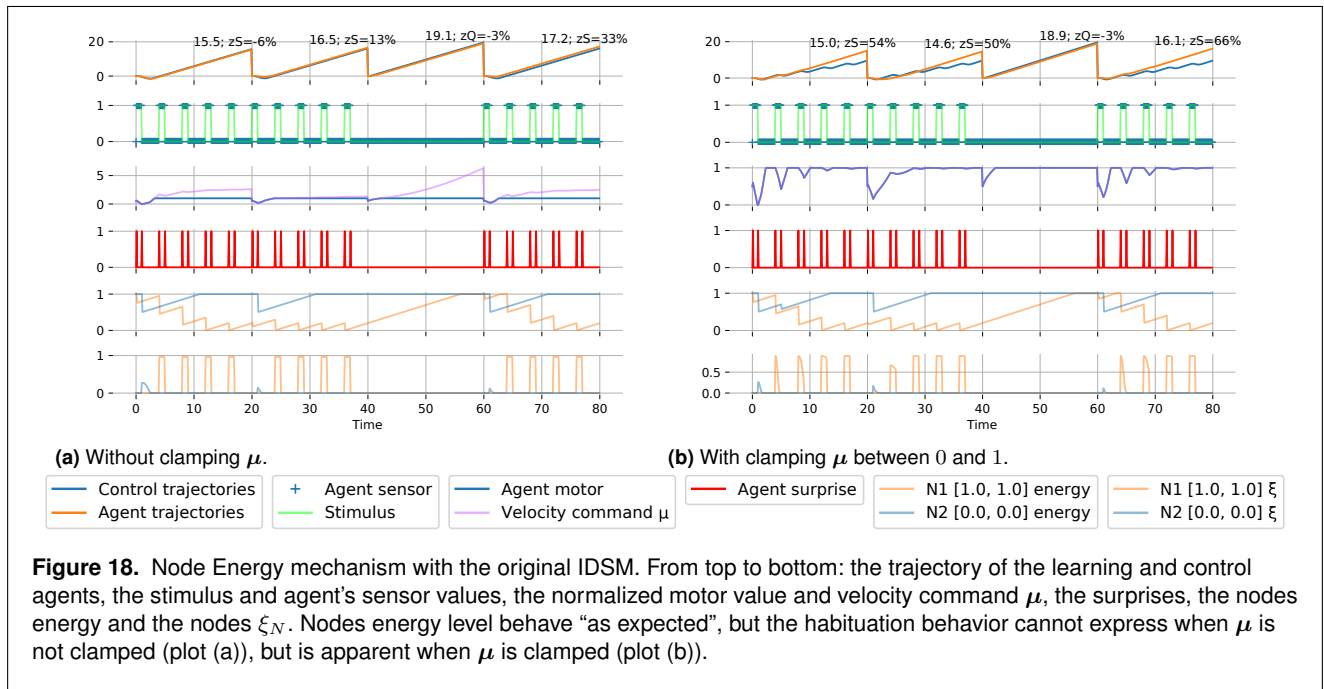 15.5; zS=-6% 16.5; zS=13% 19.1; zQ=-3% 17.2; zS=33%
20
0
1
0
5
0
1
0
1
0
1
0
0 10 20 30 40 50 60 70 80
Time
15.0; zS=54% 14.6; zS=50% 18.9; zQ=-3% 16.1; zS=66%
20
0
1
0
1
0
1
0
1
0
0.5
0.0
0 10 20 30 40 50 60 70 80
Time
(a) Without clamping μ.
(b) With clamping μ between 0 and 1.
Control trajectories
Agent trajectories
Agent sensor
Stimulus
Agent motor
Velocity command μ
Agent surprise
N1 [1.0, 1.0] energy
N2 [0.0, 0.0] energy
N1 [1.0, 1.0] ξ
N2 [0.0, 0.0] ξ
Figure 18. Node Energy mechanism with the original IDSM. From top to bottom: the trajectory of the learning and control
agents, the stimulus and agent's sensor values, the normalized motor value and velocity command μ, the surprises, the nodes
energy and the nodes ξN. Nodes energy level behave “as expected”, but the habituation behavior cannot express when μ is
not clamped (plot (a)), but is apparent when μ is clamped (plot (b)).